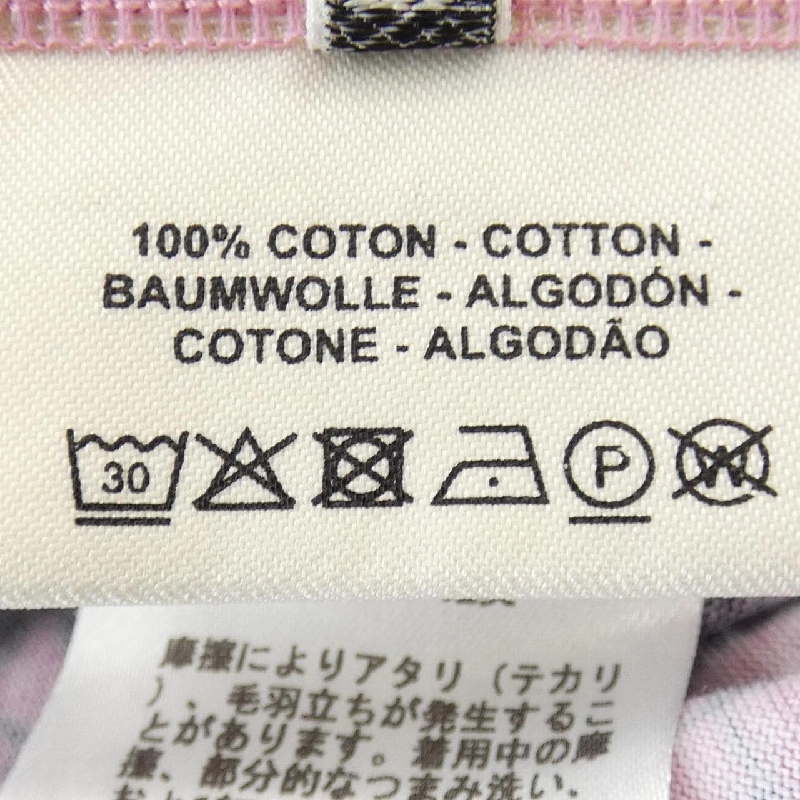 100% COTON - COTTON -
BAUMWOLLE - ALGODÓN -
COTONE - ALGODÃO
30 P W
摩擦によりアタリ（テカリ
）、毛羽立ちが発生するこ
とがあります。着用中の摩
擦、部分的なつまみ洗い、